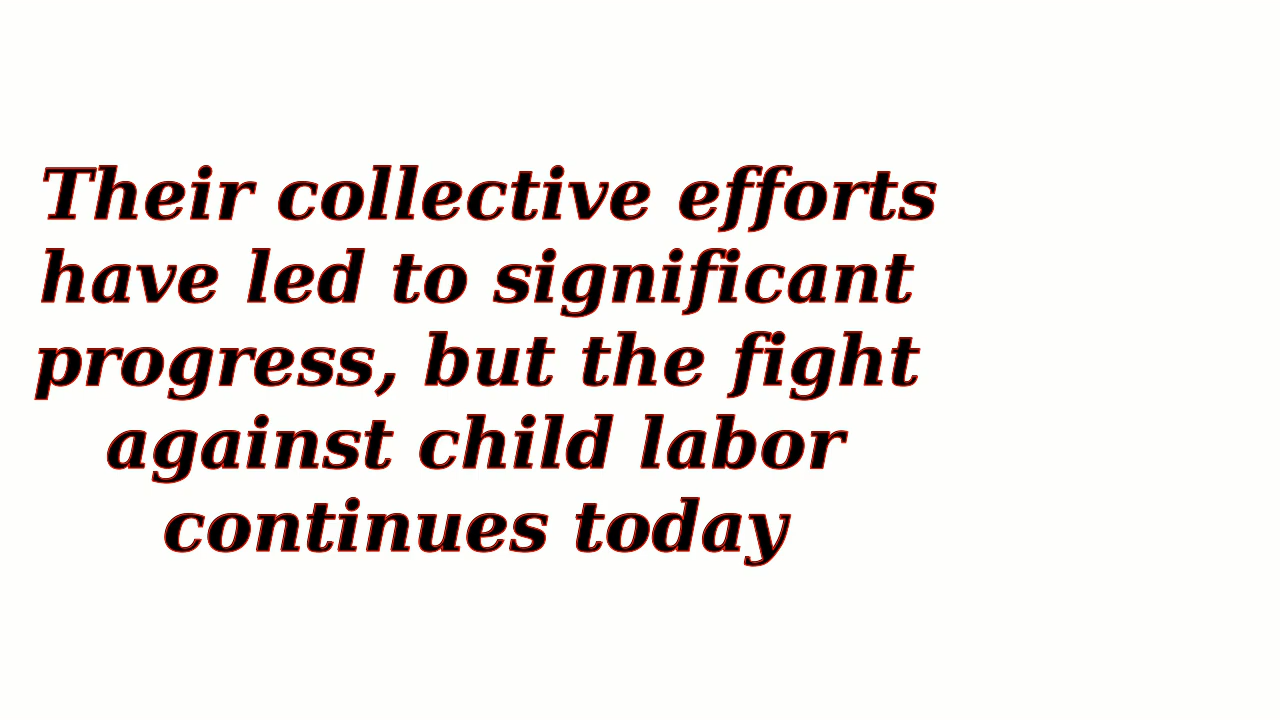 Their collective efforts
have led to significant
progress, but the fight
against child labor
continues today